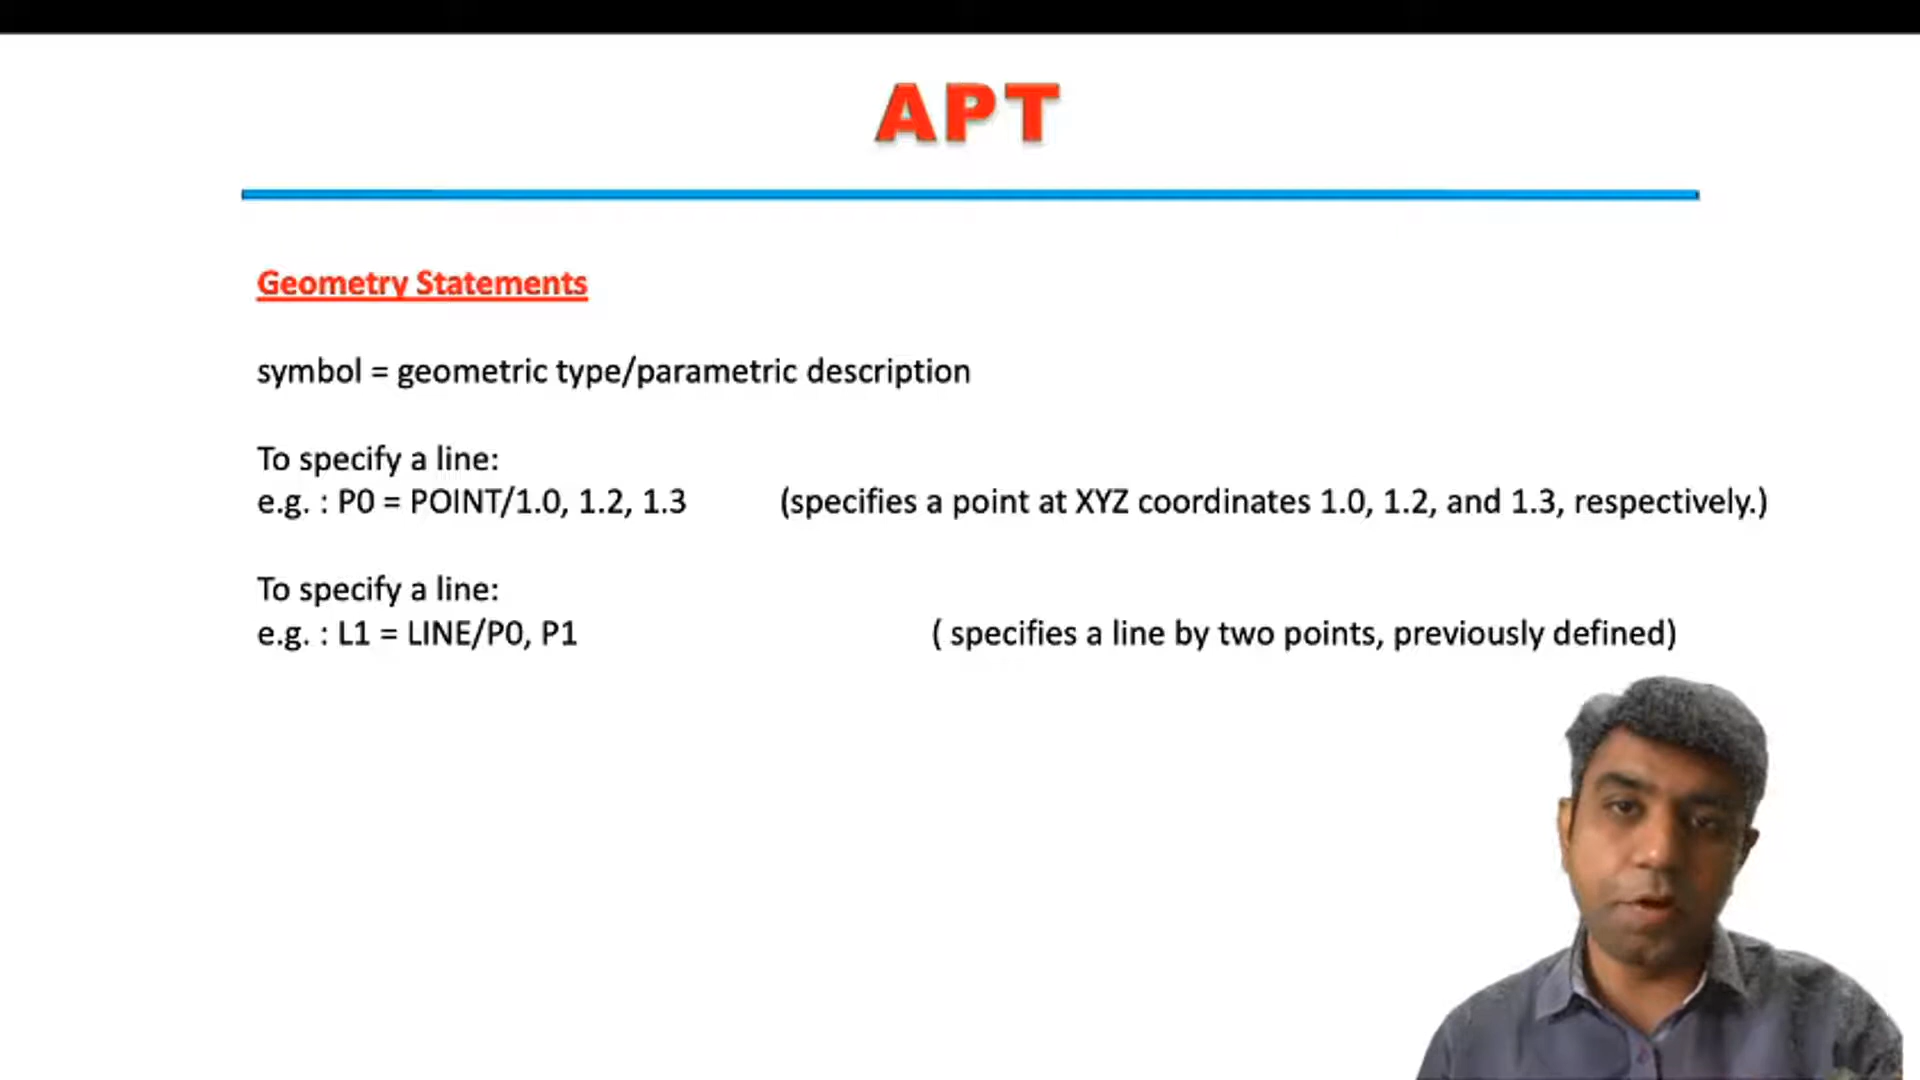 APT
Geometry Statements
symbol = geometric type/parametric description
To specify a line:
e.g. : P0 = POINT/1.0, 1.2, 1.3 (specifies a point at XYZ coordinates 1.0, 1.2, and 1.3, respectively.)
To specify a line:
e.g. : L1 = LINE/P0, P1 ( specifies a line by two points, previously defined)